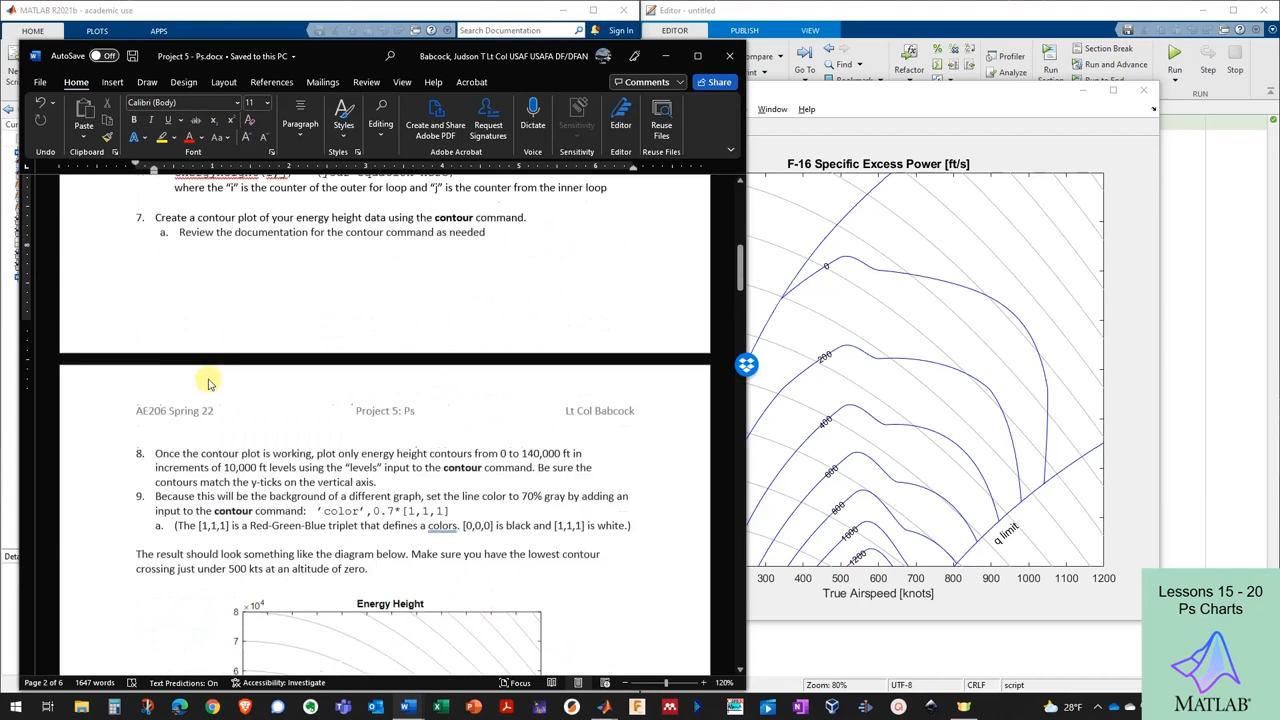 MATLAB R2021b - academic use
Editor - untitled
HOME
PLOTS
APPS
Search Documentation
Sign In
EDITOR
PUBLISH
VIEW
AutoSave
Off
Project 5 - Ps.docx • Saved to this PC
Babcock, Judson T Lt Col USAF USAFA DF/DFAN
File
Home
Insert
Draw
Design
Layout
References
Mailings
Review
View
Help
Acrobat
Comments
Share
Calibri (Body)
11
Paste
Paragraph
Styles
Editing
Create and Share
Adobe PDF
Request
Signatures
Dictate
Sensitivity
Editor
Reuse
Files
Undo
Clipboard
Font
Styles
Adobe Acrobat
Voice
Sensitivity
Editor
Reuse Files
Go To
Refactor
Profiler
Analyze
Run
Section Break
Run and Advance
Run
Step
Stop
RUN
Window
Help
where the "i" is the counter of the outer for loop and "j" is the counter from the inner loop
7. Create a contour plot of your energy height data using the contour command.
a. Review the documentation for the contour command as needed
AE206 Spring 22
Project 5: Ps
Lt Col Babcock
8. Once the contour plot is working, plot only energy height contours from 0 to 140,000 ft in
increments of 10,000 ft levels using the "levels" input to the contour command. Be sure the
contours match the y-ticks on the vertical axis.
9. Because this will be the background of a different graph, set the line color to 70% gray by adding an
input to the contour command: 'color',0.7*[1,1,1]
a. (The [1,1,1] is a Red-Green-Blue triplet that defines a colors. [0,0,0] is black and [1,1,1] is white.)
The result should look something like the diagram below. Make sure you have the lowest contour
crossing just under 500 kts at an altitude of zero.
Energy Height
8 ×10⁴
7
6
F-16 Specific Excess Power [ft/s]
0
200
400
600
800
1000
1200
q limit
300 400 500 600 700 800 900 1000 1100 1200
True Airspeed [knots]
Page 2 of 6
1647 words
Text Predictions: On
Accessibility: Investigate
Focus
120%
Zoom: 80%
UTF-8
CRLF
script
Lessons 15 - 20
Ps Charts
MATLAB
28°F